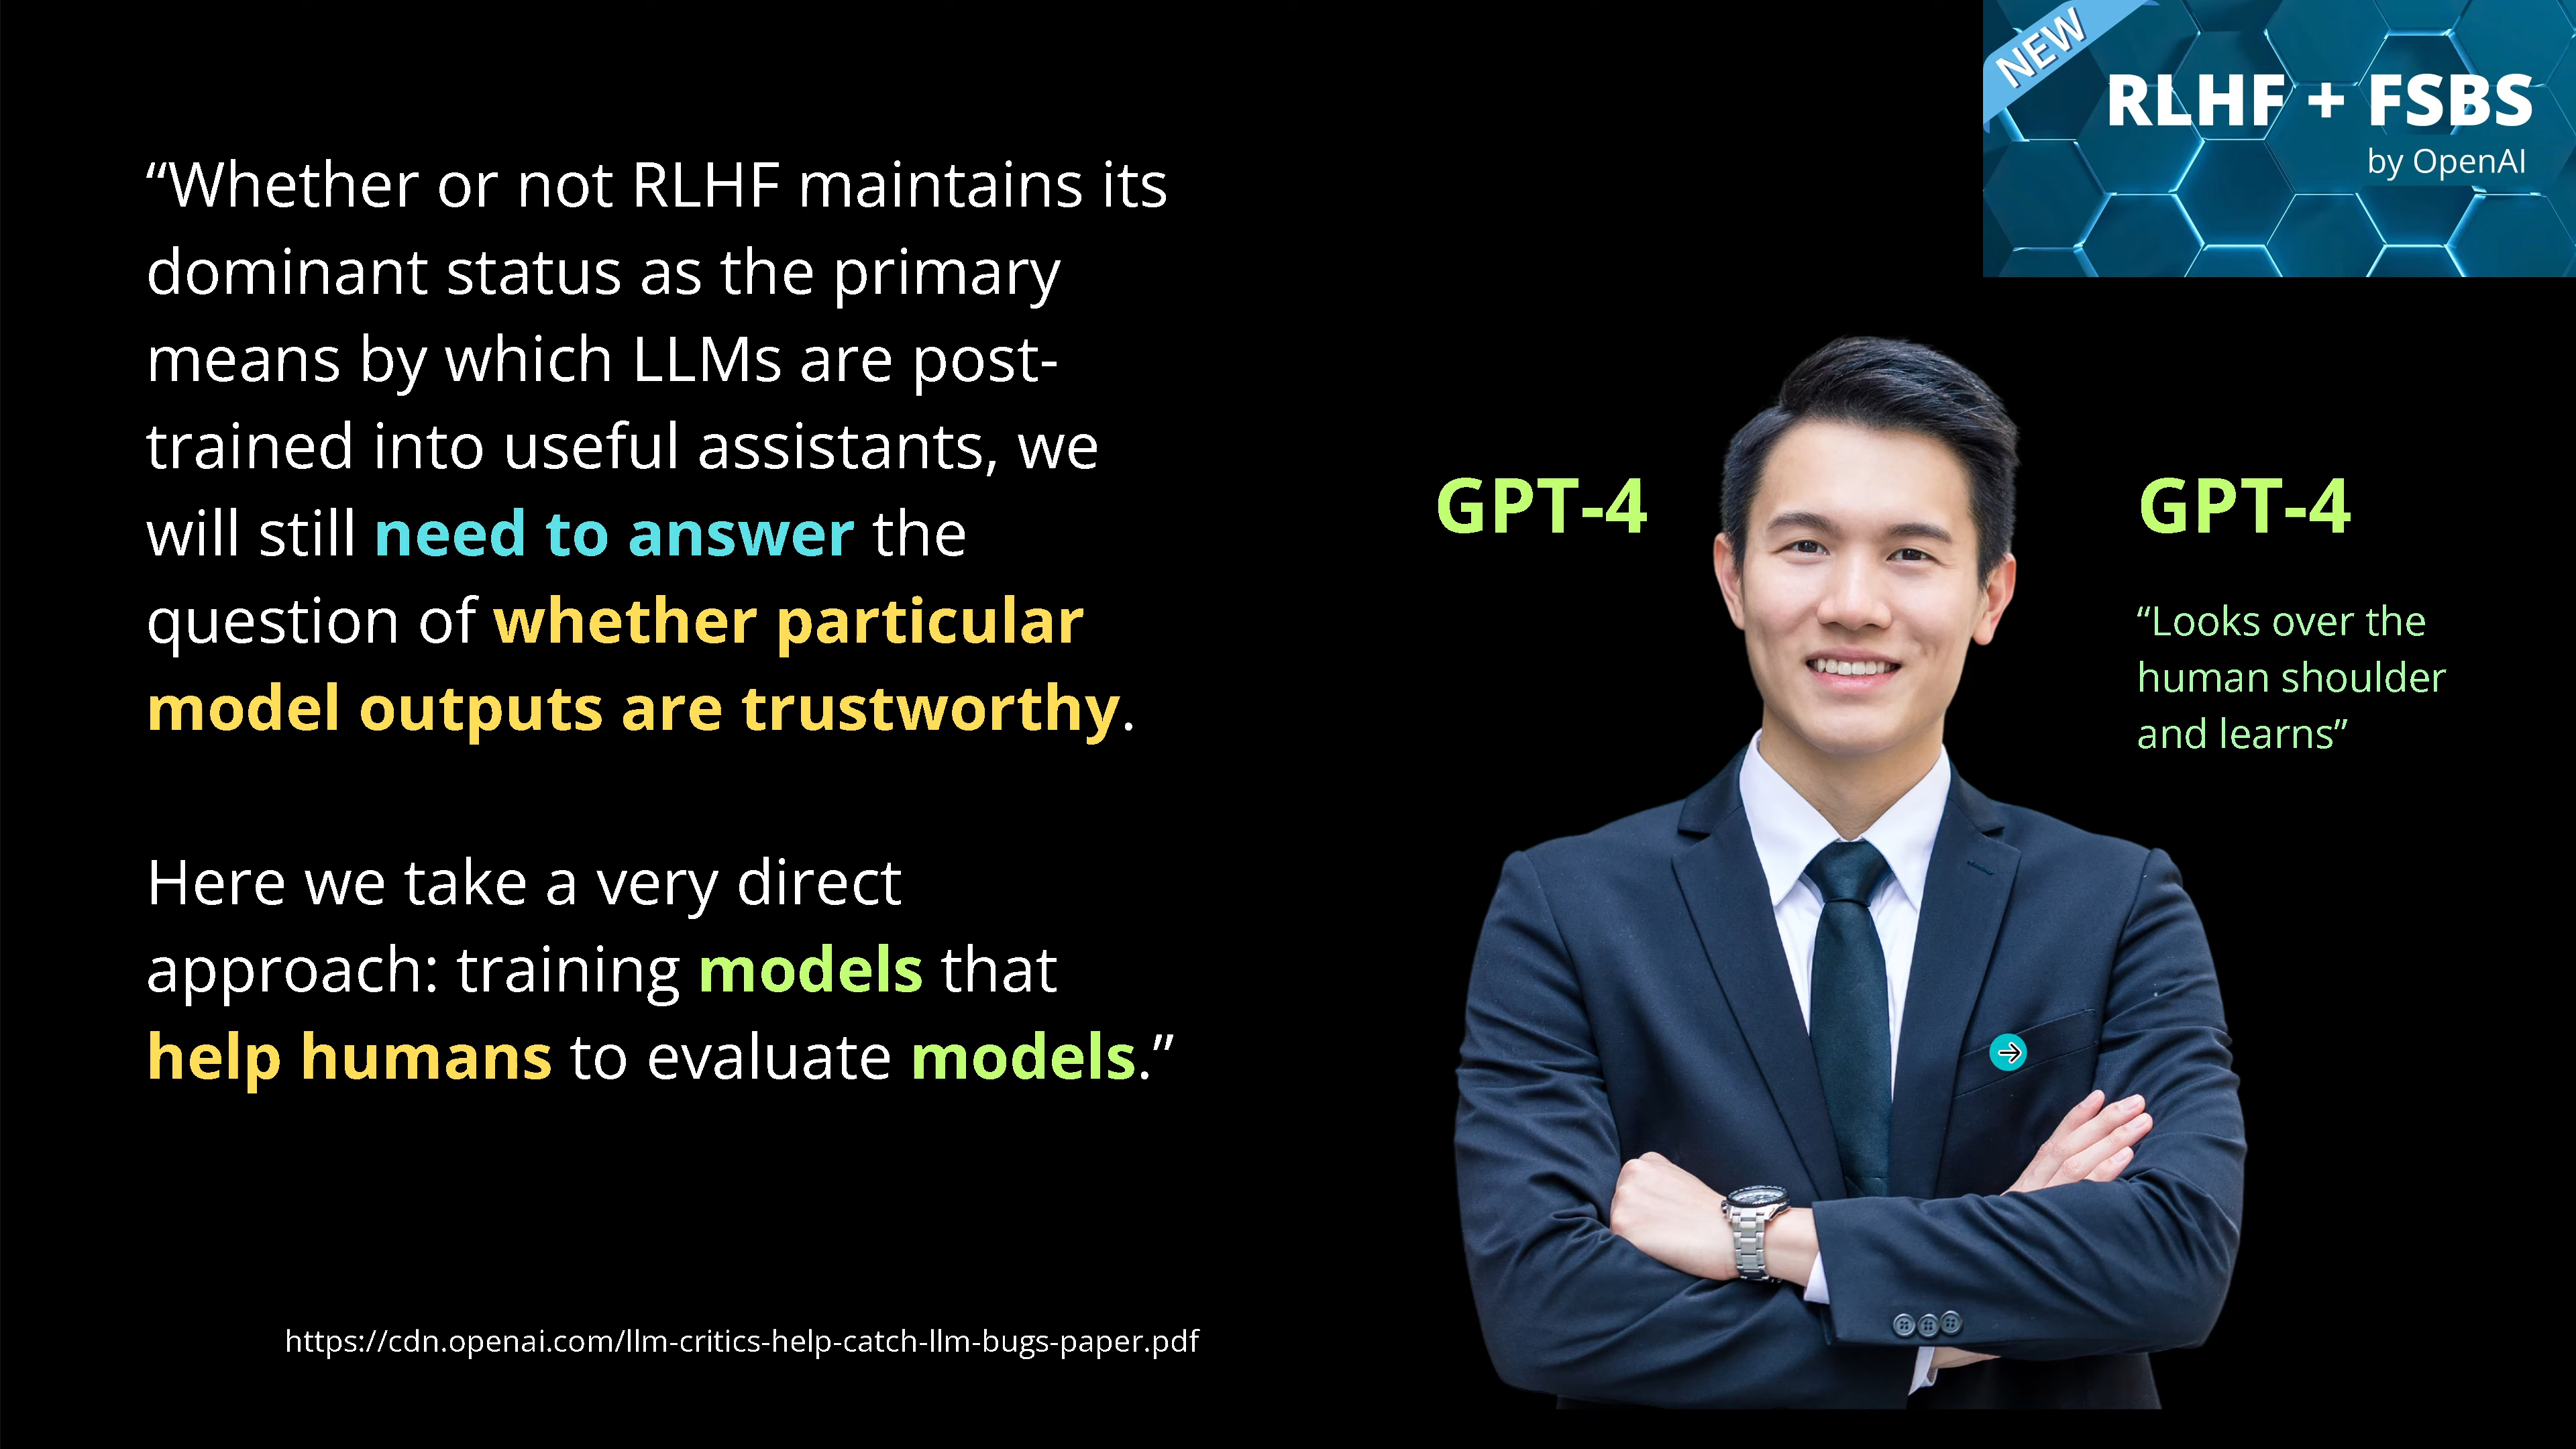 “Whether or not RLHF maintains its
dominant status as the primary
means by which LLMs are post-
trained into useful assistants, we
will still need to answer the
question of whether particular
model outputs are trustworthy.
Here we take a very direct
approach: training models that
help humans to evaluate models.”
https://cdn.openai.com/llm-critics-help-catch-llm-bugs-paper.pdf
NEW
RLHF + FSBS
by OpenAI
GPT-4
GPT-4
“Looks over the
human shoulder
and learns”